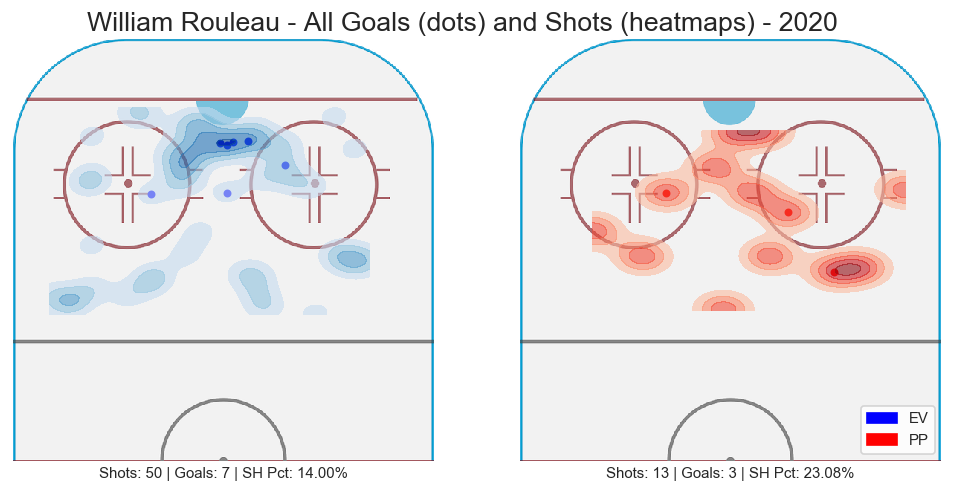 William Rouleau - All Goals (dots) and Shots (heatmaps) - 2020
EV
PP
Shots: 50 | Goals: 7 | SH Pct: 14.00%
Shots: 13 | Goals: 3 | SH Pct: 23.08%